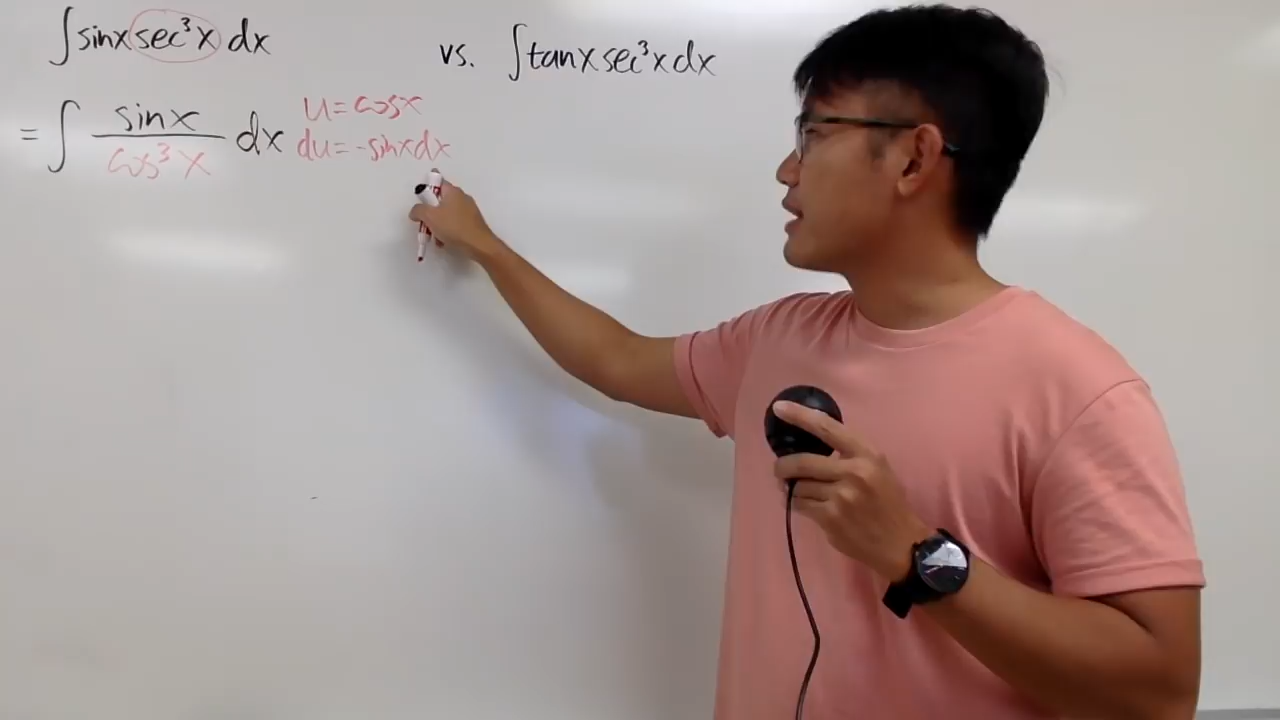 ∫ sinx sec³x dx
vs. ∫ tanx sec³x dx
= ∫ sinx / cos³x dx
u = cosx
du = -sinx dx